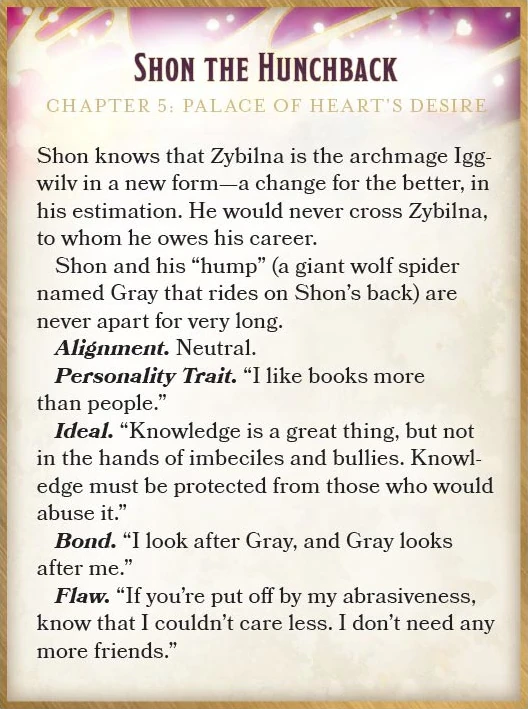 SHON THE HUNCHBACK
CHAPTER 5: PALACE OF HEART'S DESIRE
Shon knows that Zybilna is the archmage Igg-
wilv in a new form—a change for the better, in
his estimation. He would never cross Zybilna,
to whom he owes his career.
Shon and his “hump” (a giant wolf spider
named Gray that rides on Shon’s back) are
never apart for very long.
Alignment. Neutral.
Personality Trait. “I like books more
than people.”
Ideal. “Knowledge is a great thing, but not
in the hands of imbeciles and bullies. Knowl-
edge must be protected from those who would
abuse it.”
Bond. “I look after Gray, and Gray looks
after me.”
Flaw. “If you’re put off by my abrasiveness,
know that I couldn’t care less. I don’t need any
more friends.”